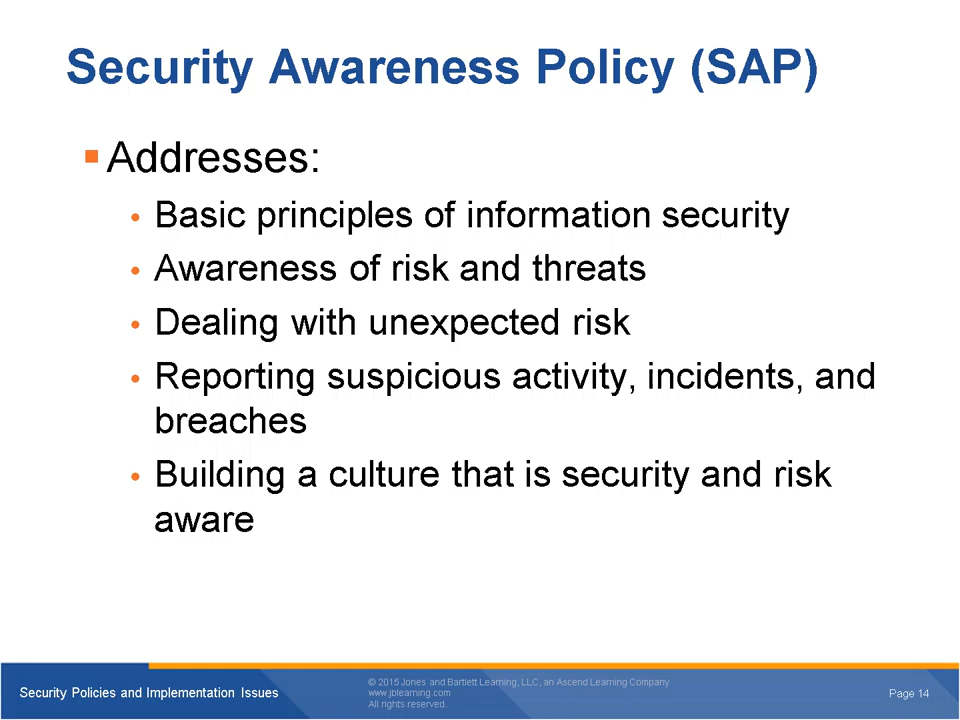 Security Awareness Policy (SAP)
Addresses:
Basic principles of information security
Awareness of risk and threats
Dealing with unexpected risk
Reporting suspicious activity, incidents, and
breaches
Building a culture that is security and risk
aware
Security Policies and Implementation Issues
© 2015 Jones and Bartlett Learning, LLC, an Ascend Learning Company
www.jblearning.com
All rights reserved.
Page 14